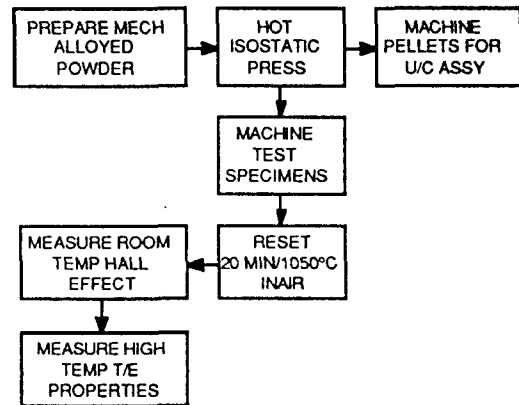 PREPARE MECH
ALLOYED
POWDER
HOT
ISOSTATIC
PRESS
MACHINE
PELLETS FOR
U/C ASSY
MACHINE
TEST
SPECIMENS
RESET
20 MIN/1050°C
INAIR
MEASURE ROOM
TEMP HALL
EFFECT
MEASURE HIGH
TEMP T/E
PROPERTIES